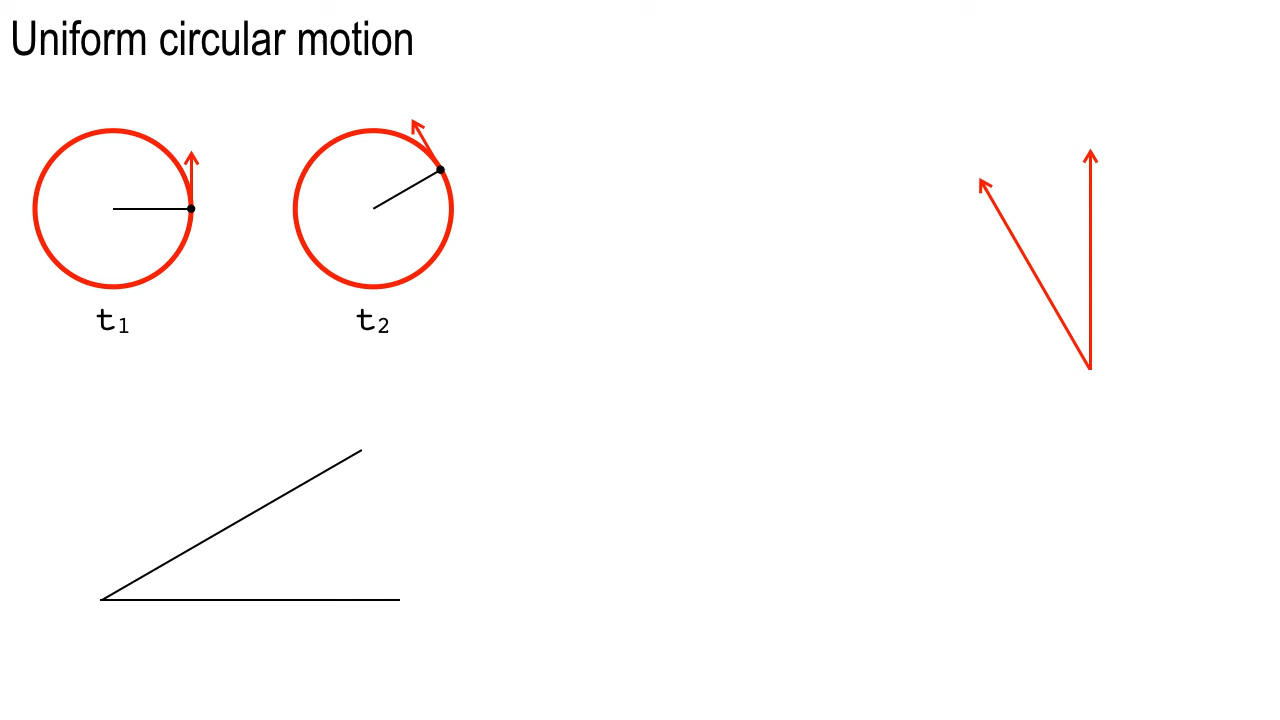 Uniform circular motion
t₁ t₂